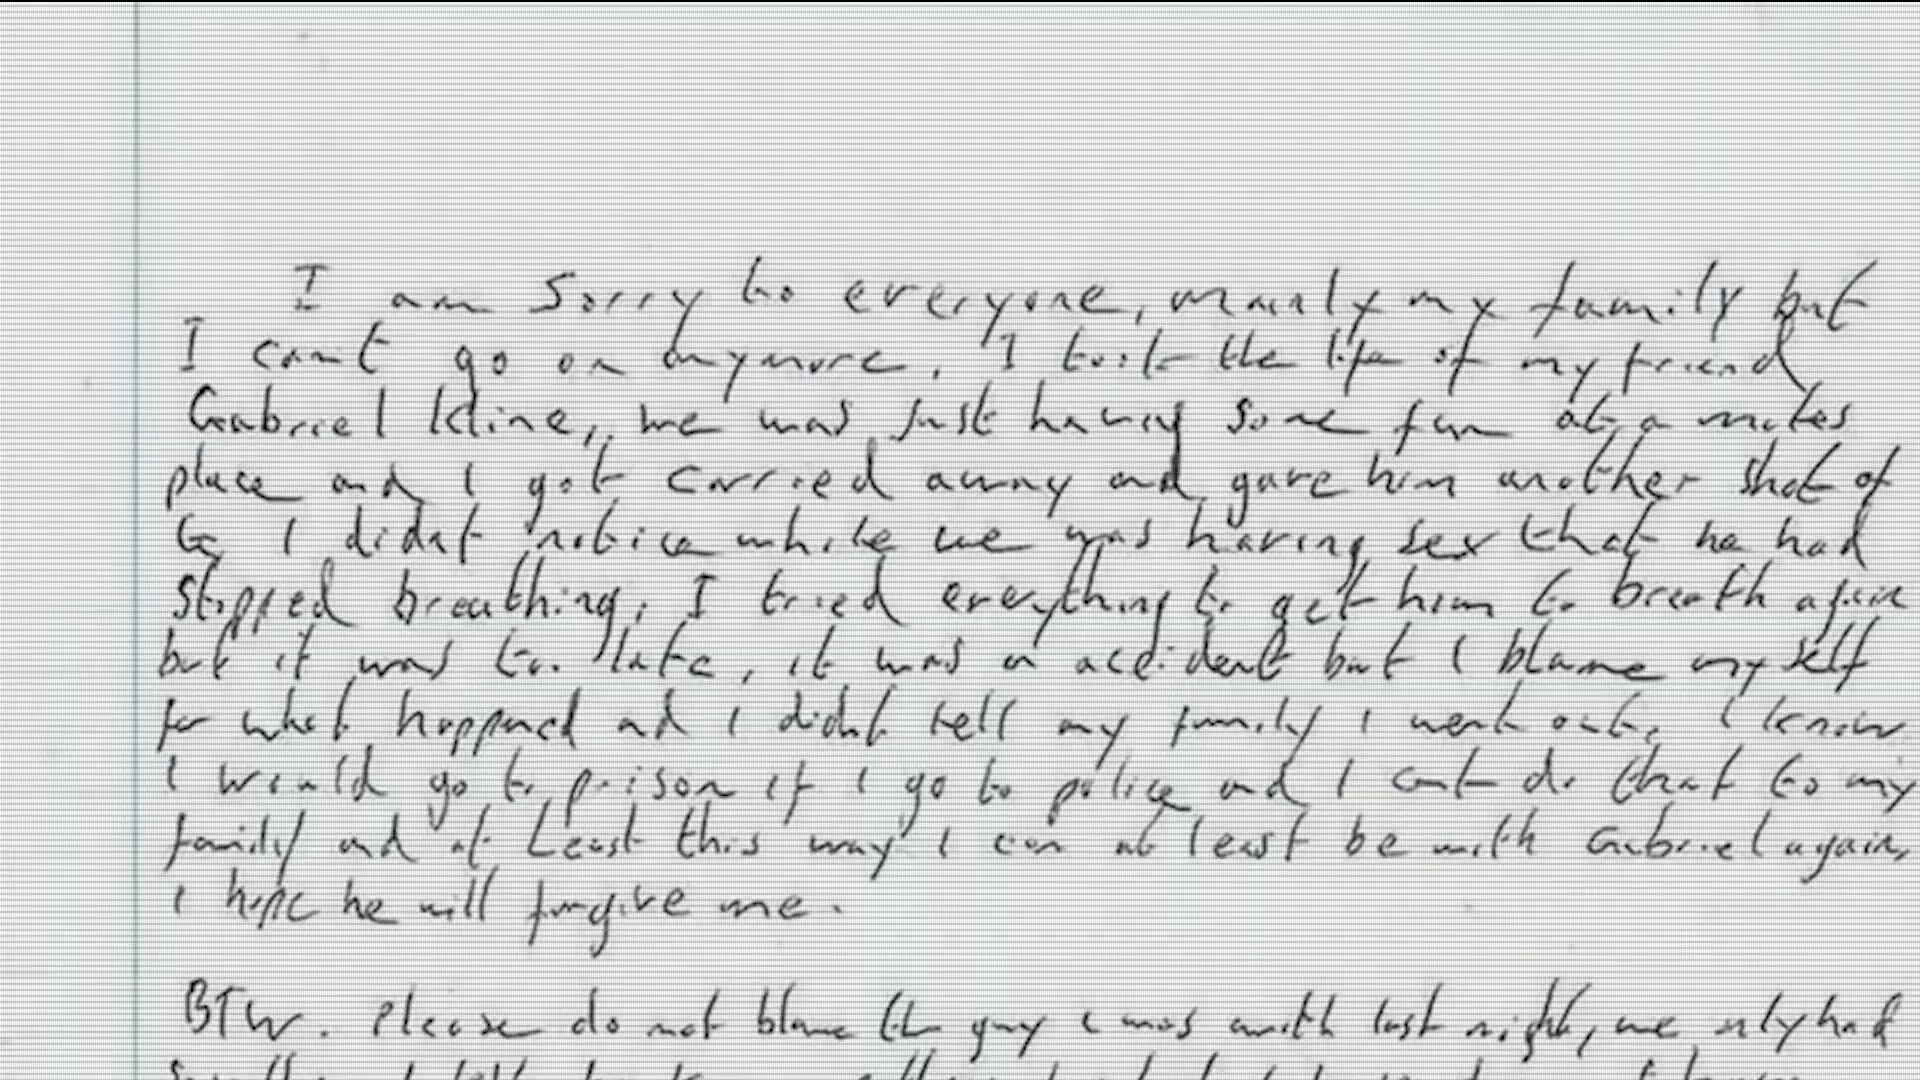 I am Sorry to everyone, mainly my family but
I cant go on anymore, I took the life of my friend
Gabriel Kline, we was Just having some fun at a mates
place and I got carried away and gave him another shot of
G, I didnt notice while we was having sex that he had
Stopped breathing, I tried everything to get him to breath again
but it was to late, it was a accident but I blame myself
for what happened and I didnt tell my family I went out. I know
I would go to prison if I go to police and I cant do that to my
family and at Least this way I can at least be with Gabriel again,
I hope he will forgive me.
BTW. Please do not blame the guy I was with last night, we only had